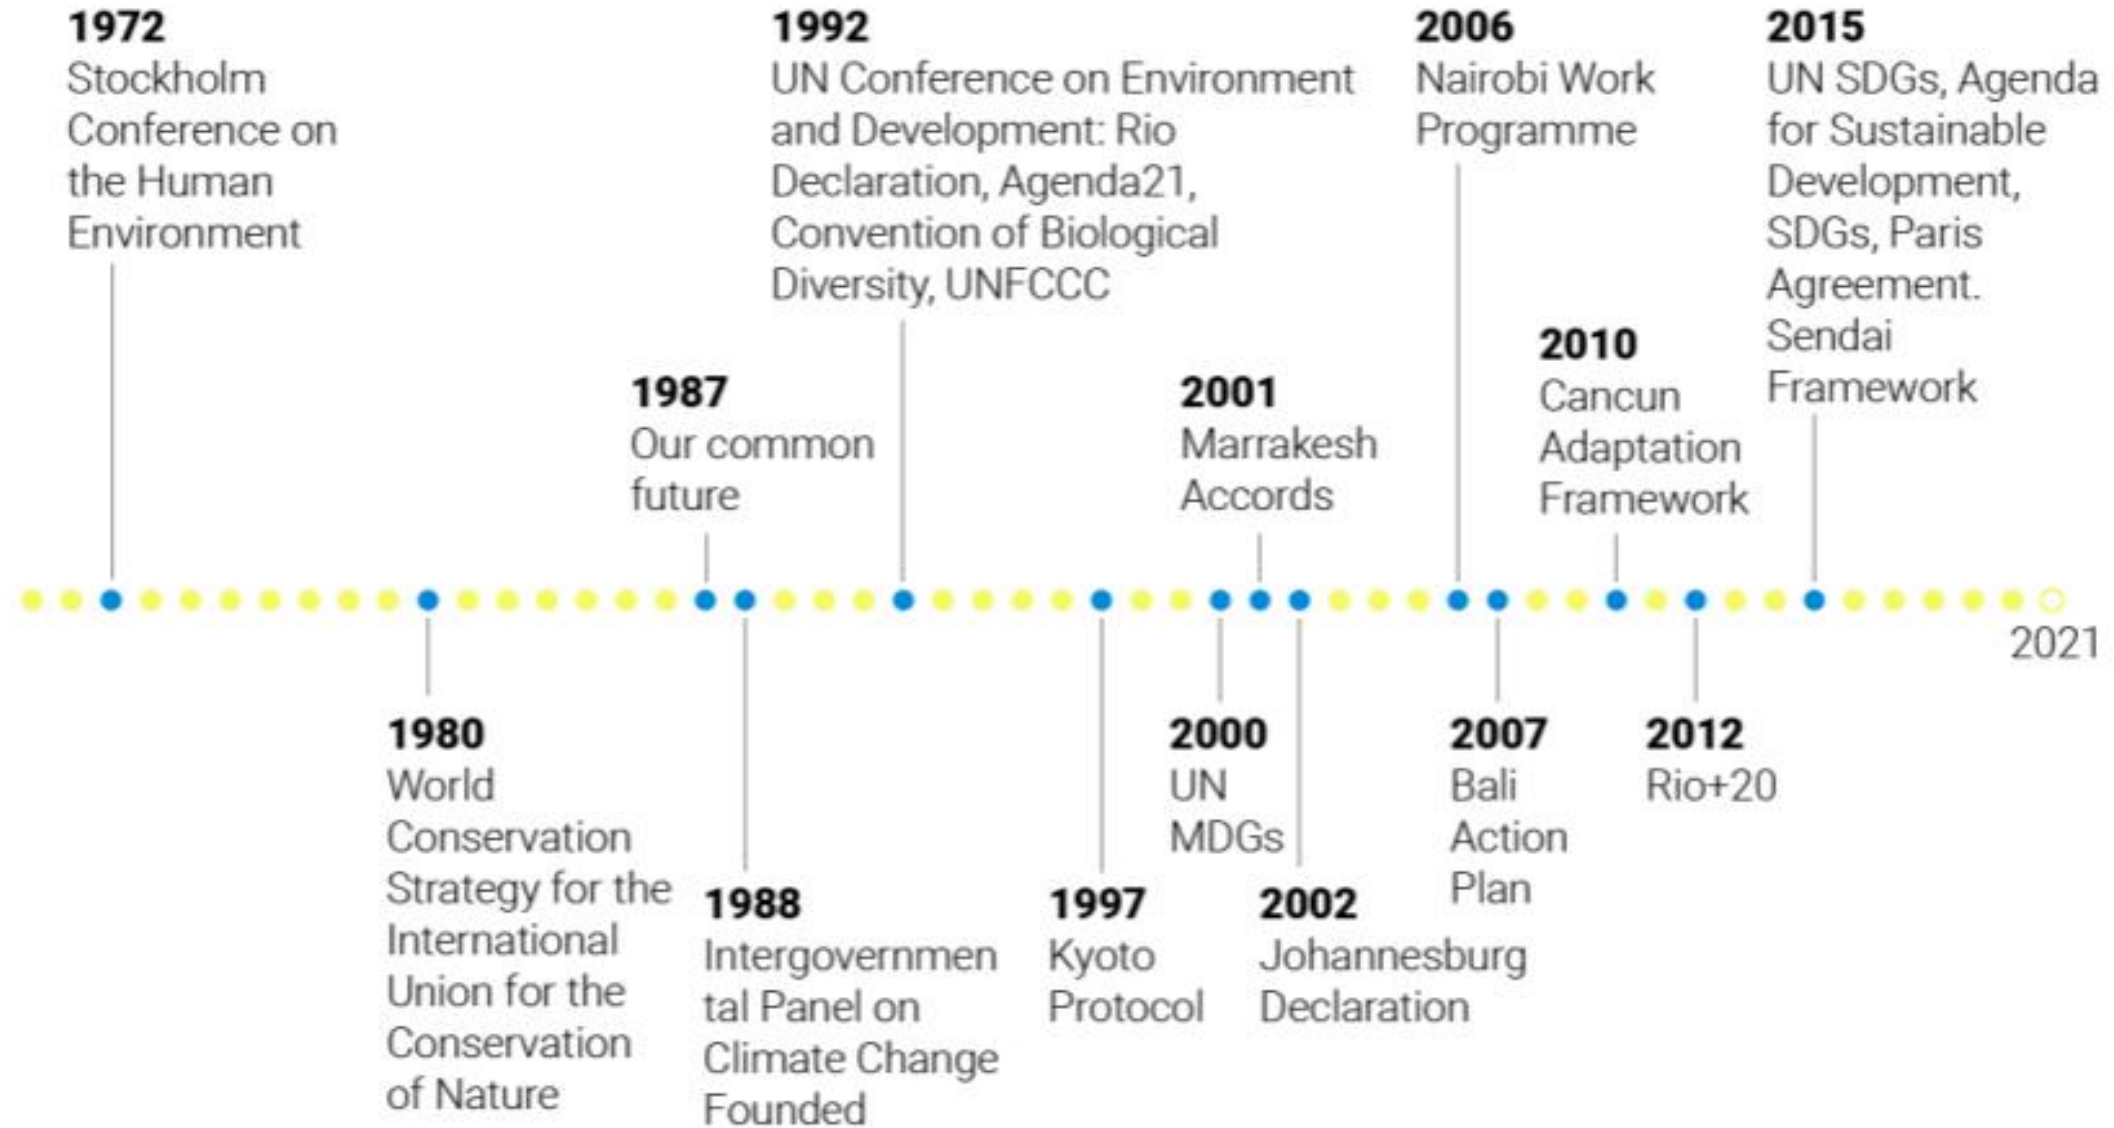 1972
Stockholm
Conference on
the Human
Environment
1992
UN Conference on Environment
and Development: Rio
Declaration, Agenda21,
Convention of Biological
Diversity, UNFCCC
2006
Nairobi Work
Programme
2015
UN SDGs, Agenda
for Sustainable
Development,
SDGs, Paris
Agreement.
Sendai
Framework
1987
Our common
future
2001
Marrakesh
Accords
2010
Cancun
Adaptation
Framework
2021
1980
World
Conservation
Strategy for the
International
Union for the
Conservation
of Nature
1988
Intergovernmen
tal Panel on
Climate Change
Founded
1997
Kyoto
Protocol
2000
UN
MDGs
2002
Johannesburg
Declaration
2007
Bali
Action
Plan
2012
Rio+20